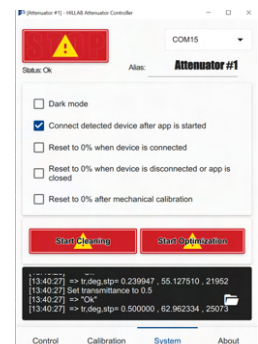 [Attenuator #1] - HILLAB Attenuator Controller
STOP
COM15
Status: Ok
Alias:
Attenuator #1
Dark mode
Connect detected device after app is started
Reset to 0% when device is connected
Reset to 0% when device is disconnected or app is
closed
Reset to 0% after mechanical calibration
Start Cleaning
Start Optimization
[13:40:27] => tr,deg,stp= 0.239947 , 55.127510 , 21952
[13:40:27] Set transmittance to 0.5
[13:40:27] => "Ok"
[13:40:27] => tr,deg,stp= 0.500000 , 62.962334 , 25073
Control Calibration System About